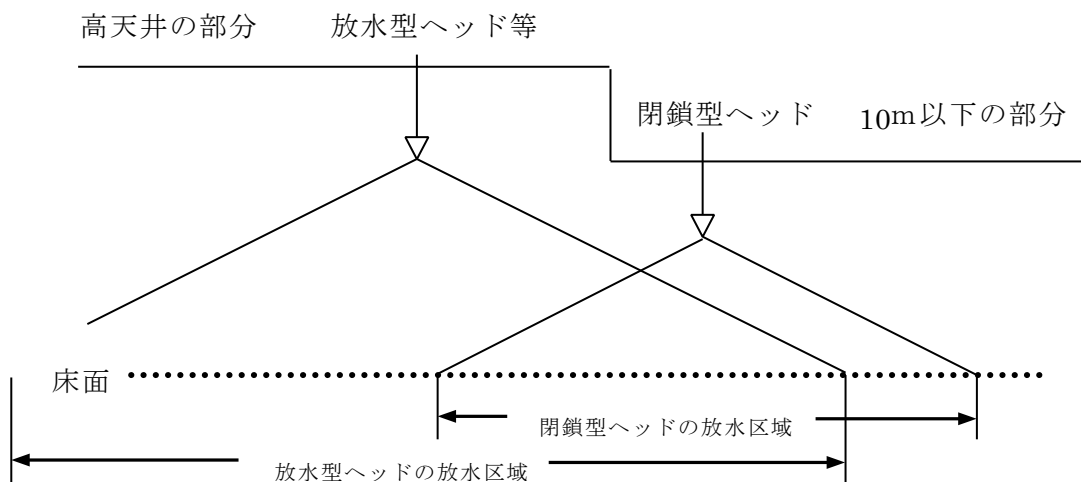 高天井の部分 放水型ヘッド等
閉鎖型ヘッド 10m以下の部分
床面
閉鎖型ヘッドの放水区域
放水型ヘッドの放水区域